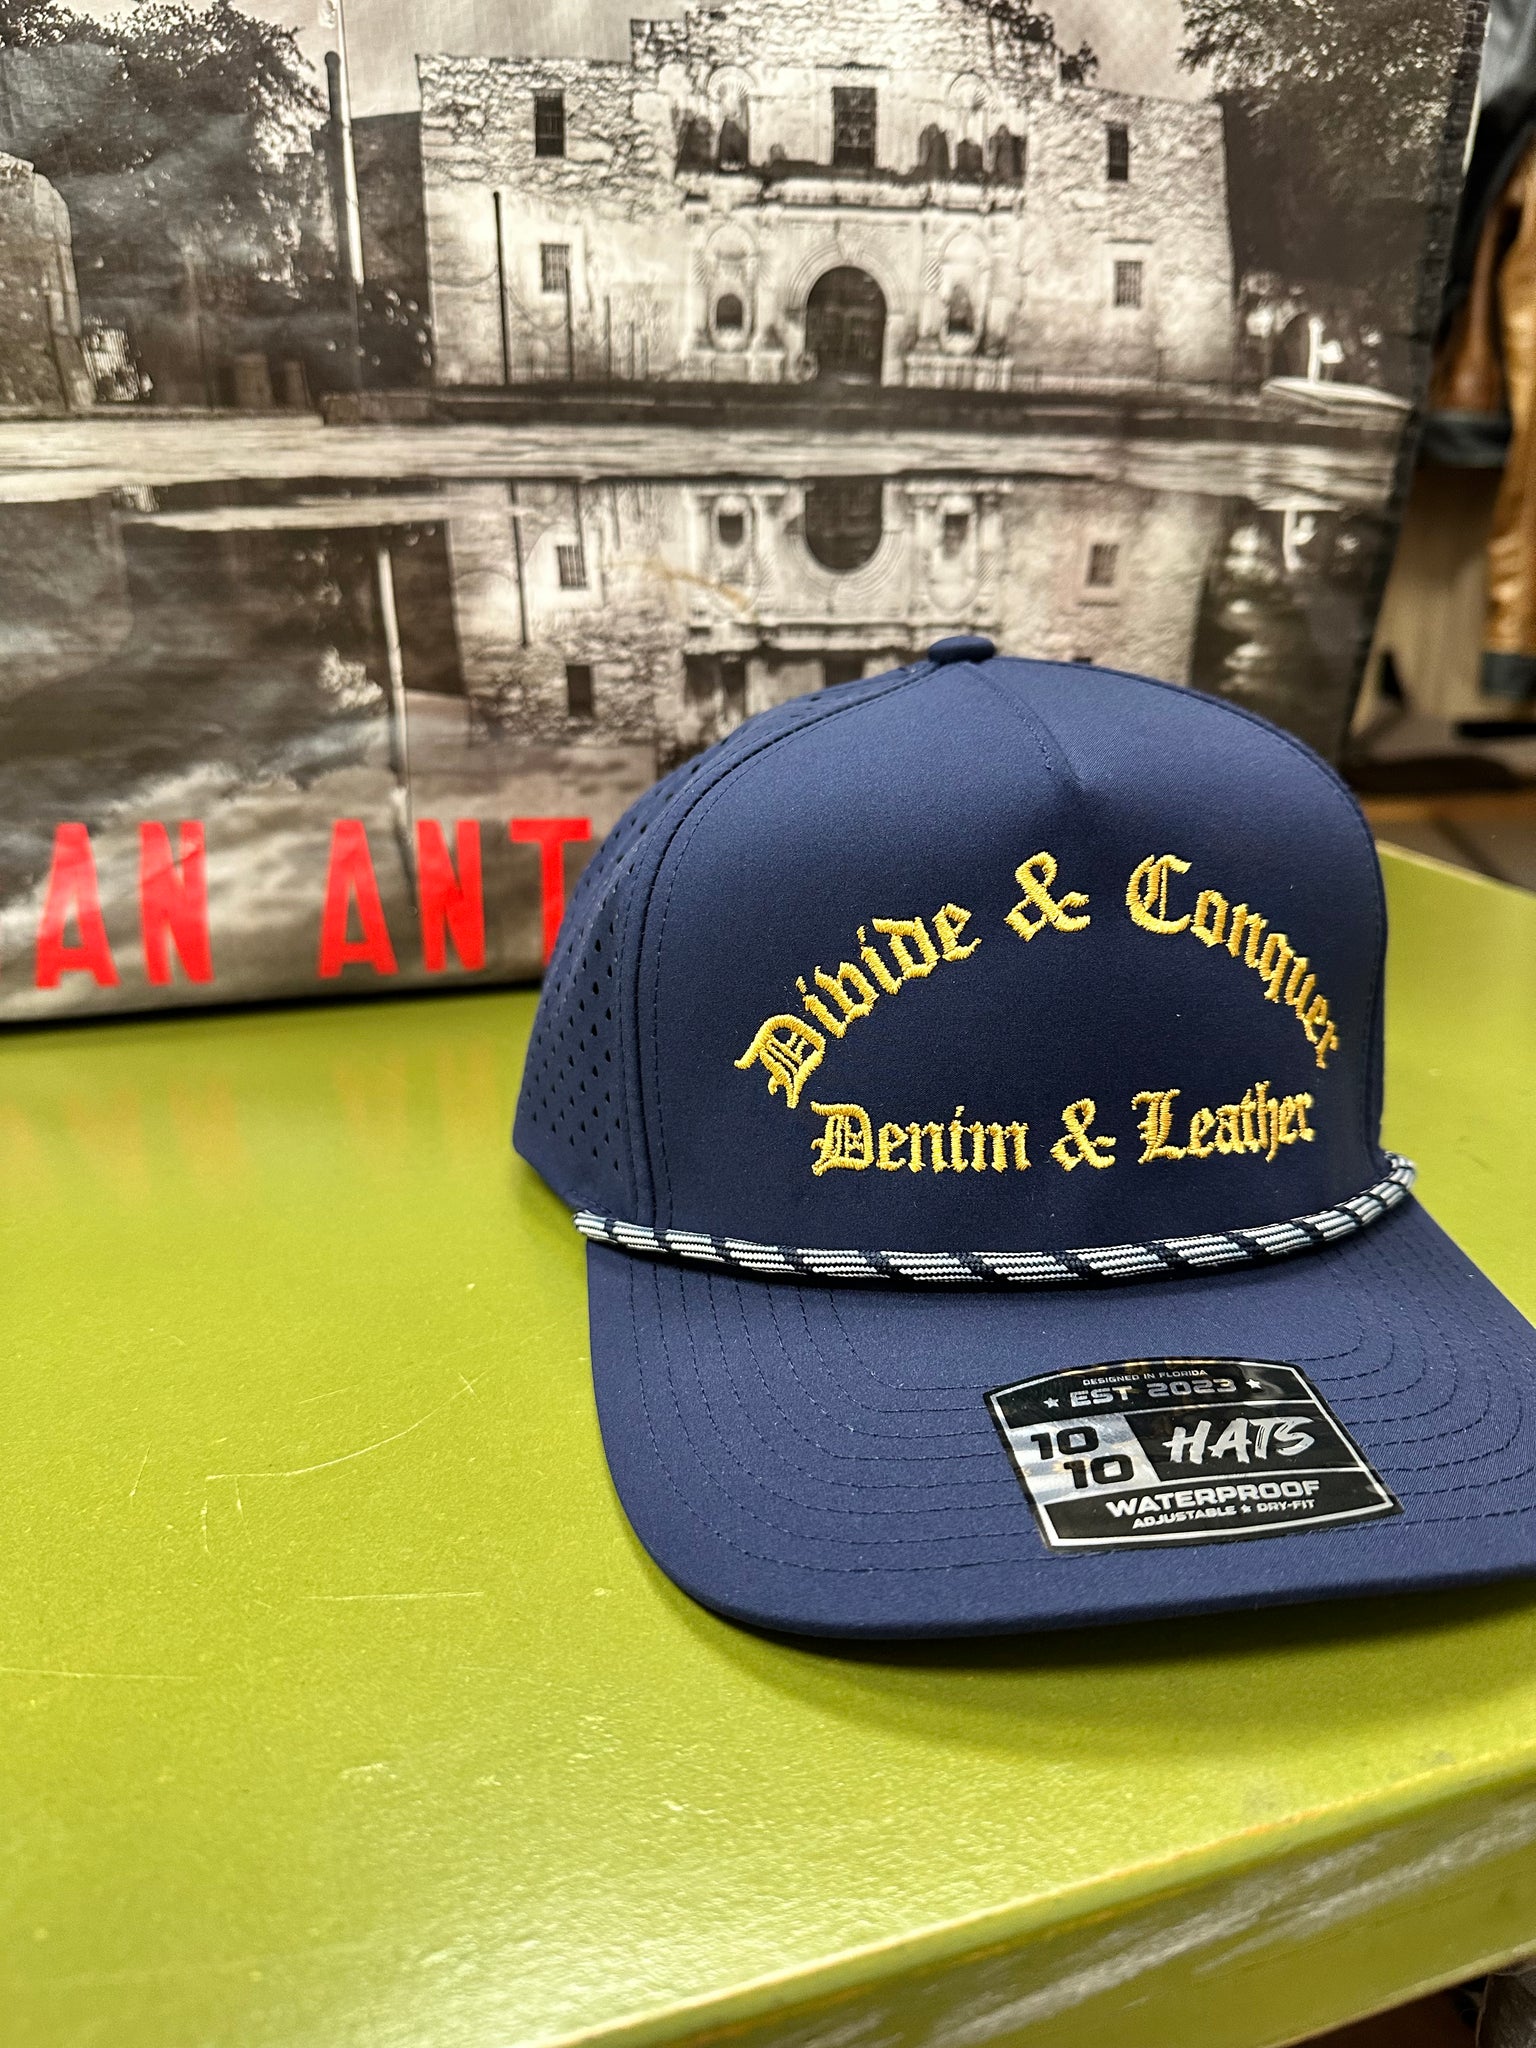 AN ANT
Divide & Conquer
Denim & Leather
DESIGNED IN FLORIDA
EST 2023
10
10
HATS
WATERPROOF
ADJUSTABLE ★ DRY-FIT